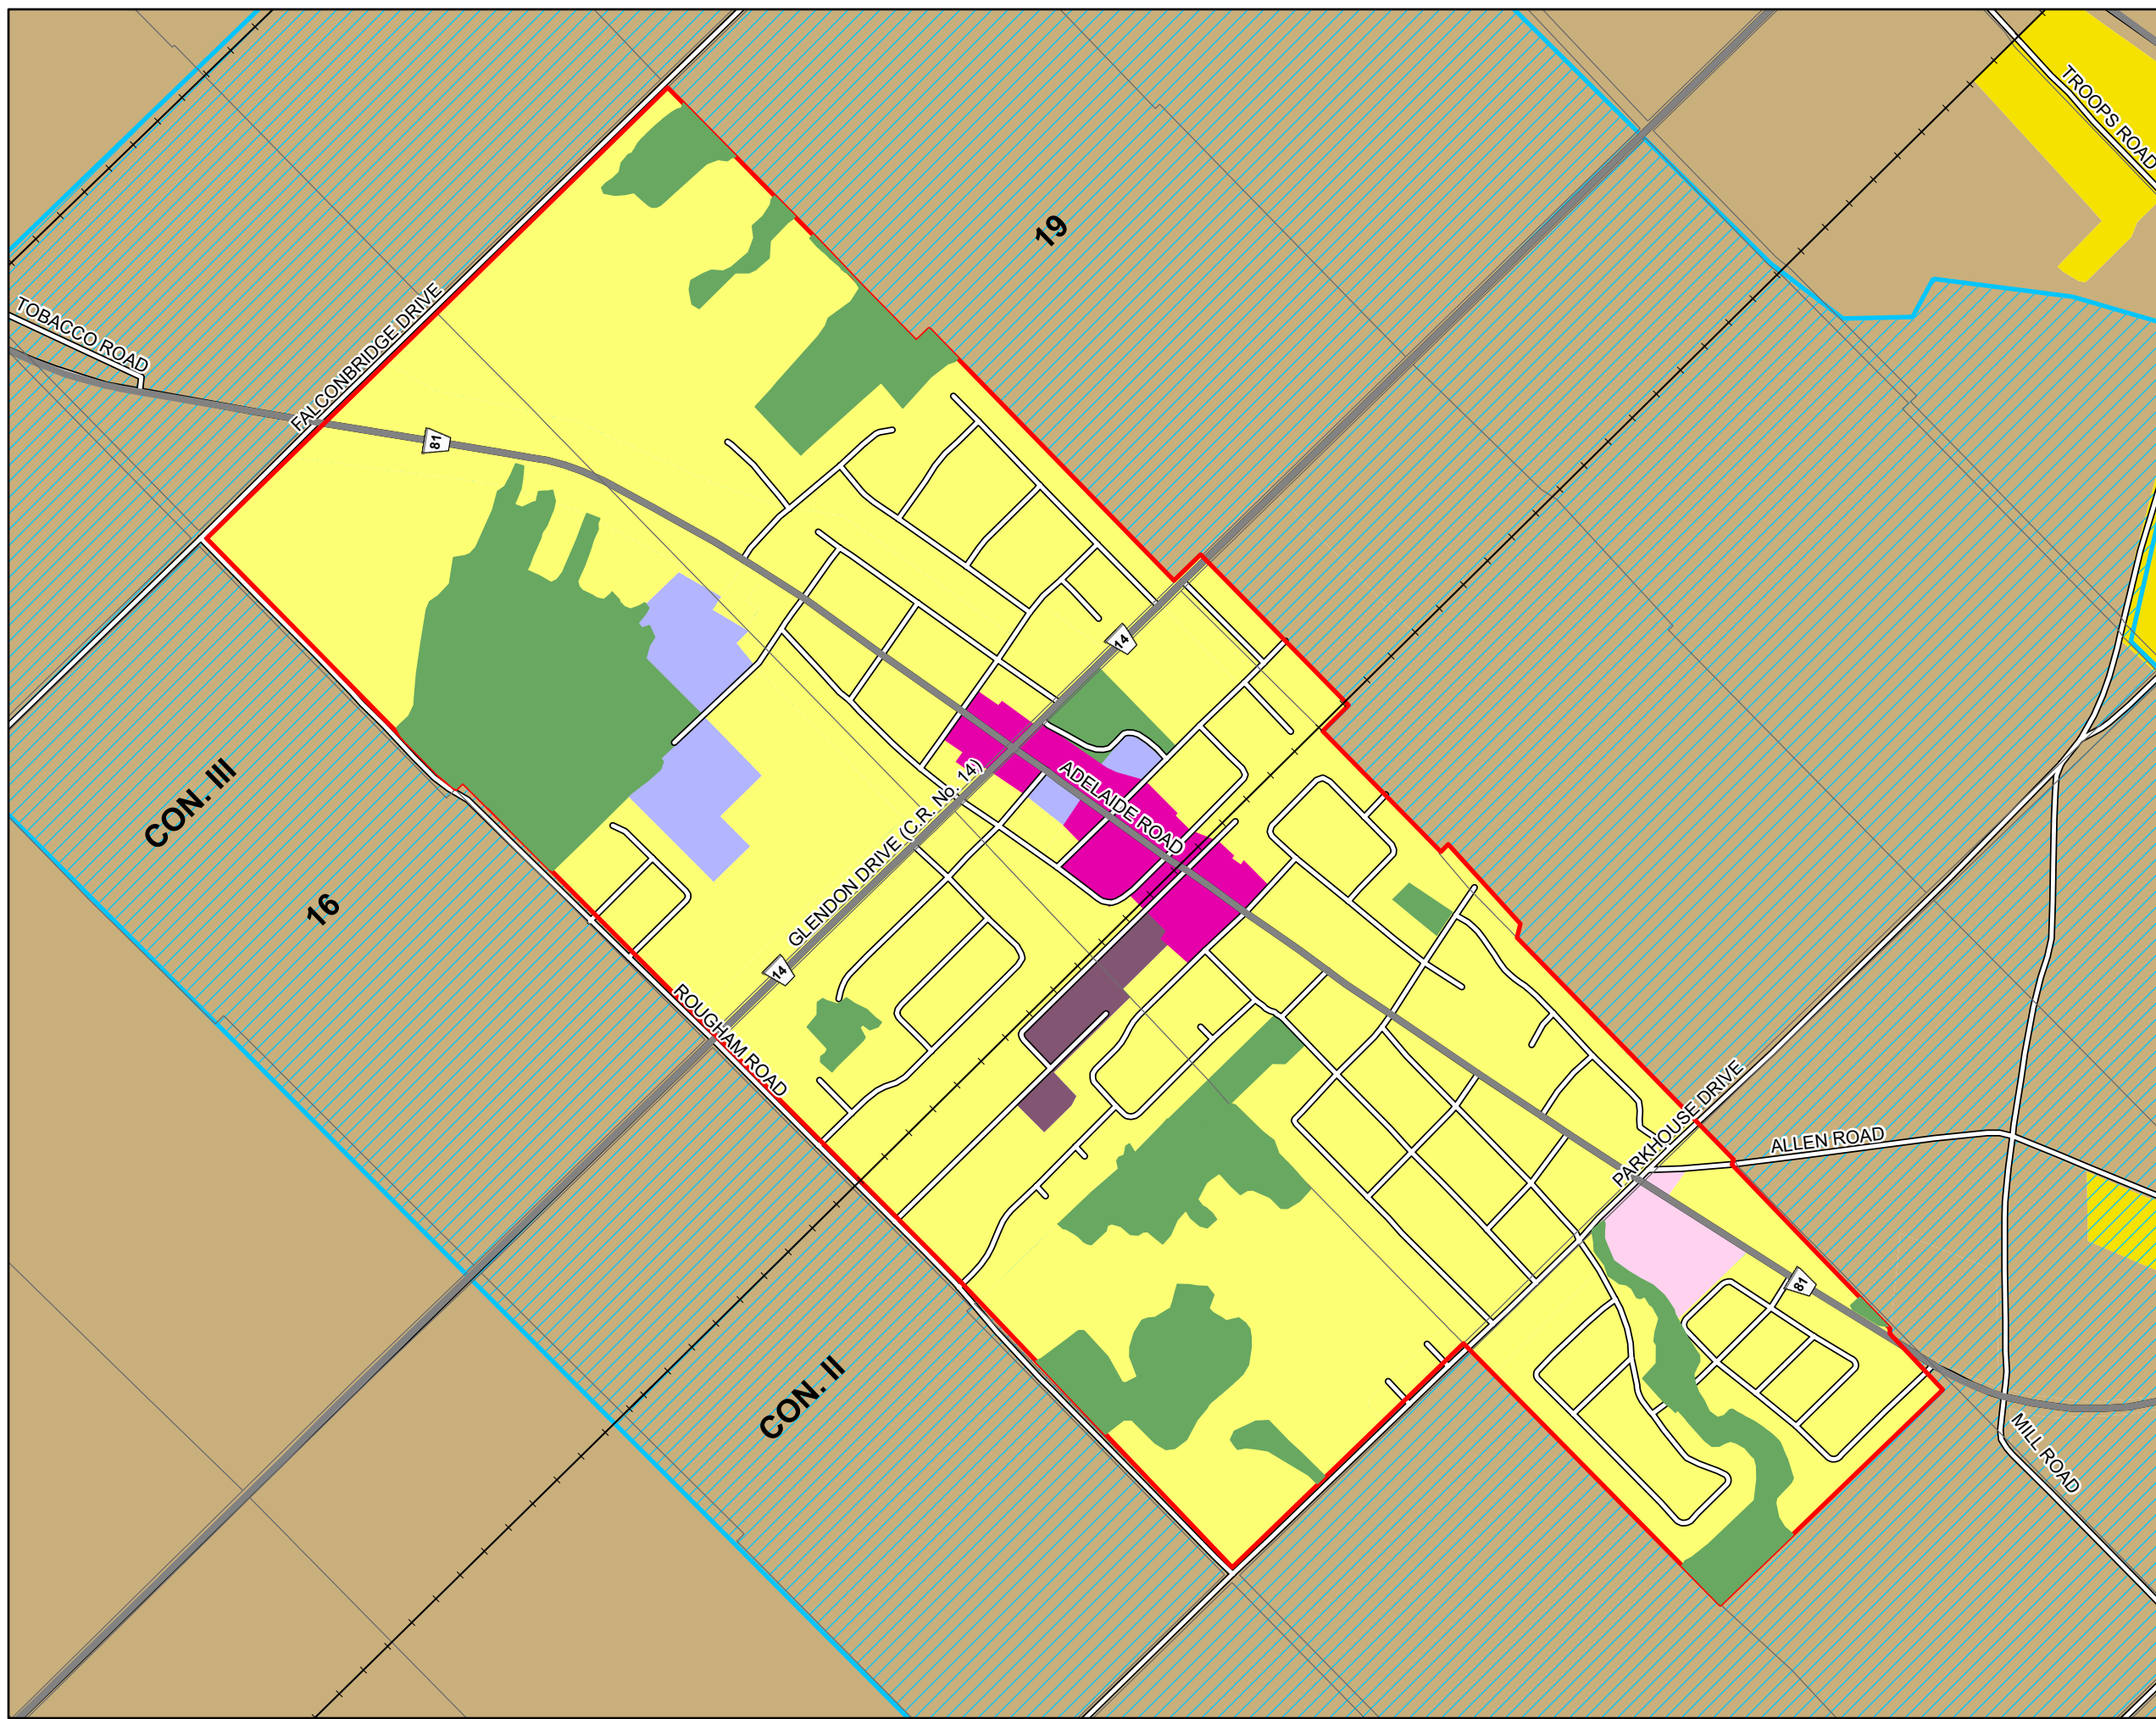 TROOPS ROAD
19
TOBACCO ROAD
FALCONBRIDGE DRIVE
81
14
CON. III
16
ADELAIDE ROAD
GLENDON DRIVE (C.R. No. 14)
14
ROUGHAM ROAD
PARKHOUSE DRIVE
ALLEN ROAD
81
CON. II
MILL ROAD